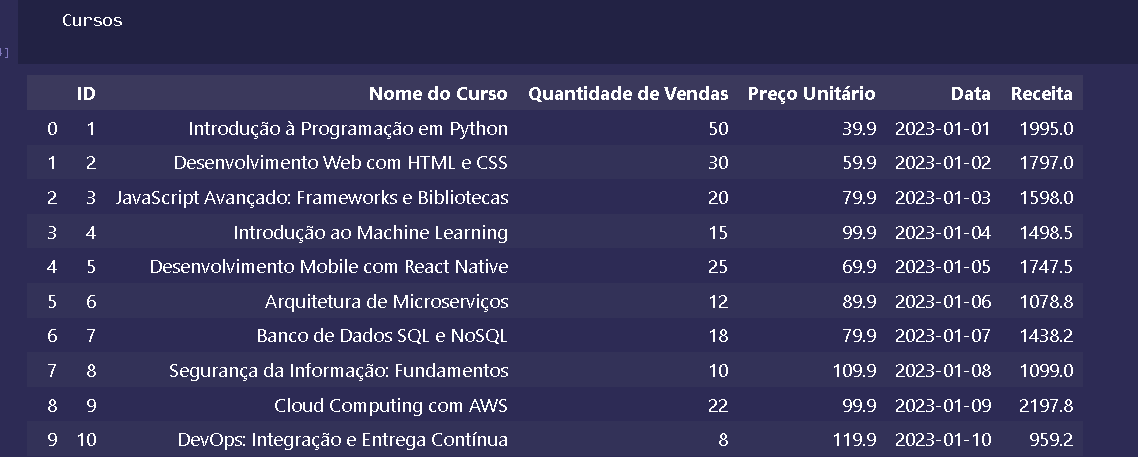 Cursos
4]
ID Nome do Curso Quantidade de Vendas Preço Unitário Data Receita
0 1 Introdução à Programação em Python 50 39.9 2023-01-01 1995.0
1 2 Desenvolvimento Web com HTML e CSS 30 59.9 2023-01-02 1797.0
2 3 JavaScript Avançado: Frameworks e Bibliotecas 20 79.9 2023-01-03 1598.0
3 4 Introdução ao Machine Learning 15 99.9 2023-01-04 1498.5
4 5 Desenvolvimento Mobile com React Native 25 69.9 2023-01-05 1747.5
5 6 Arquitetura de Microserviços 12 89.9 2023-01-06 1078.8
6 7 Banco de Dados SQL e NoSQL 18 79.9 2023-01-07 1438.2
7 8 Segurança da Informação: Fundamentos 10 109.9 2023-01-08 1099.0
8 9 Cloud Computing com AWS 22 99.9 2023-01-09 2197.8
9 10 DevOps: Integração e Entrega Contínua 8 119.9 2023-01-10 959.2